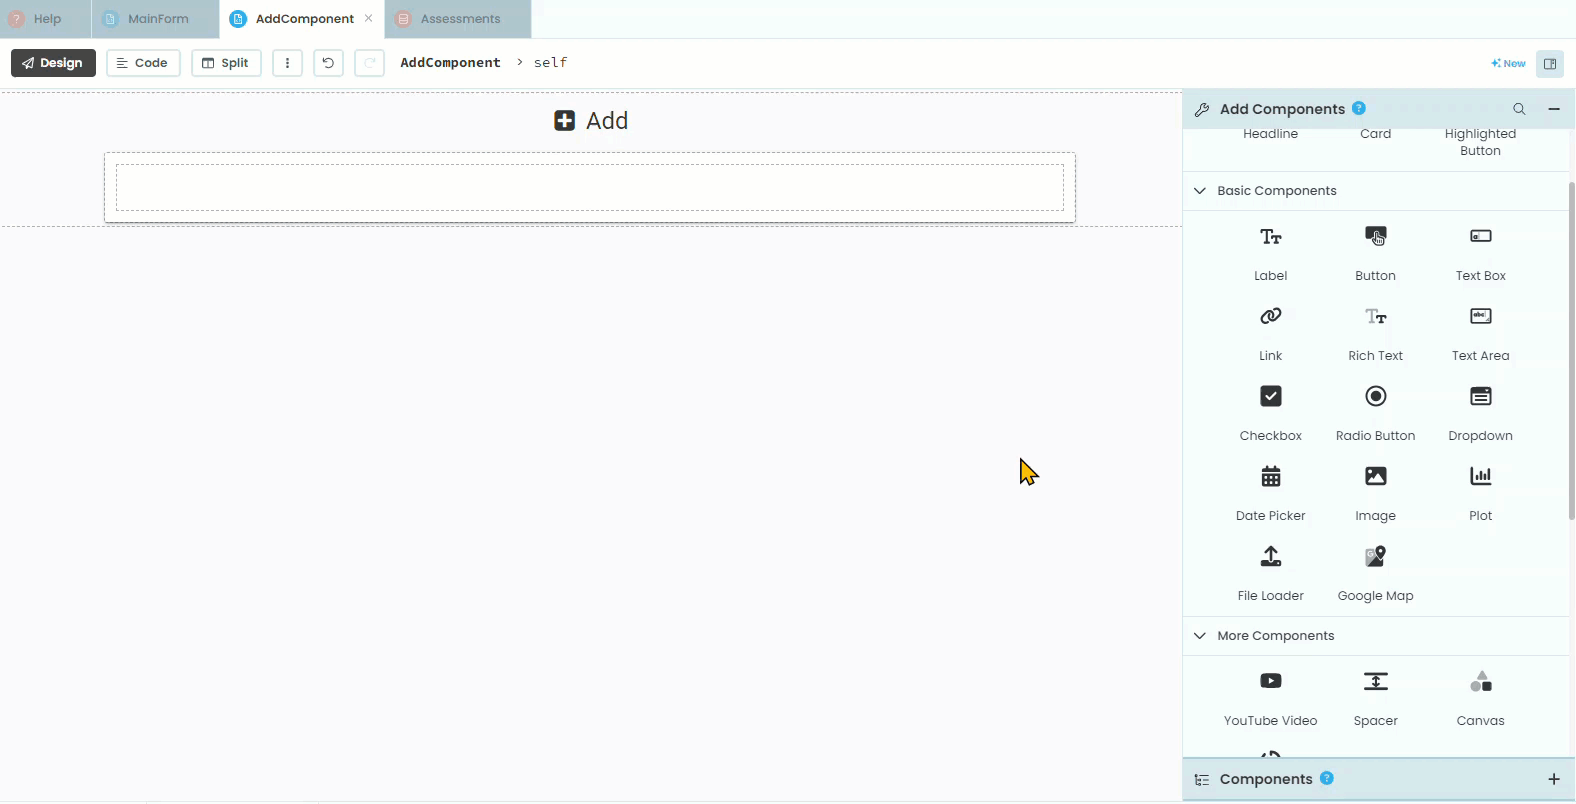 Help MainForm AddComponent Assessments
Design Code Split AddComponent > self New
Add Components ?
Add
Headline Card Highlighted
Button
Basic Components
Label Button Text Box
Link Rich Text Text Area
Checkbox Radio Button Dropdown
Date Picker Image Plot
File Loader Google Map
More Components
YouTube Video Spacer Canvas
Components ?